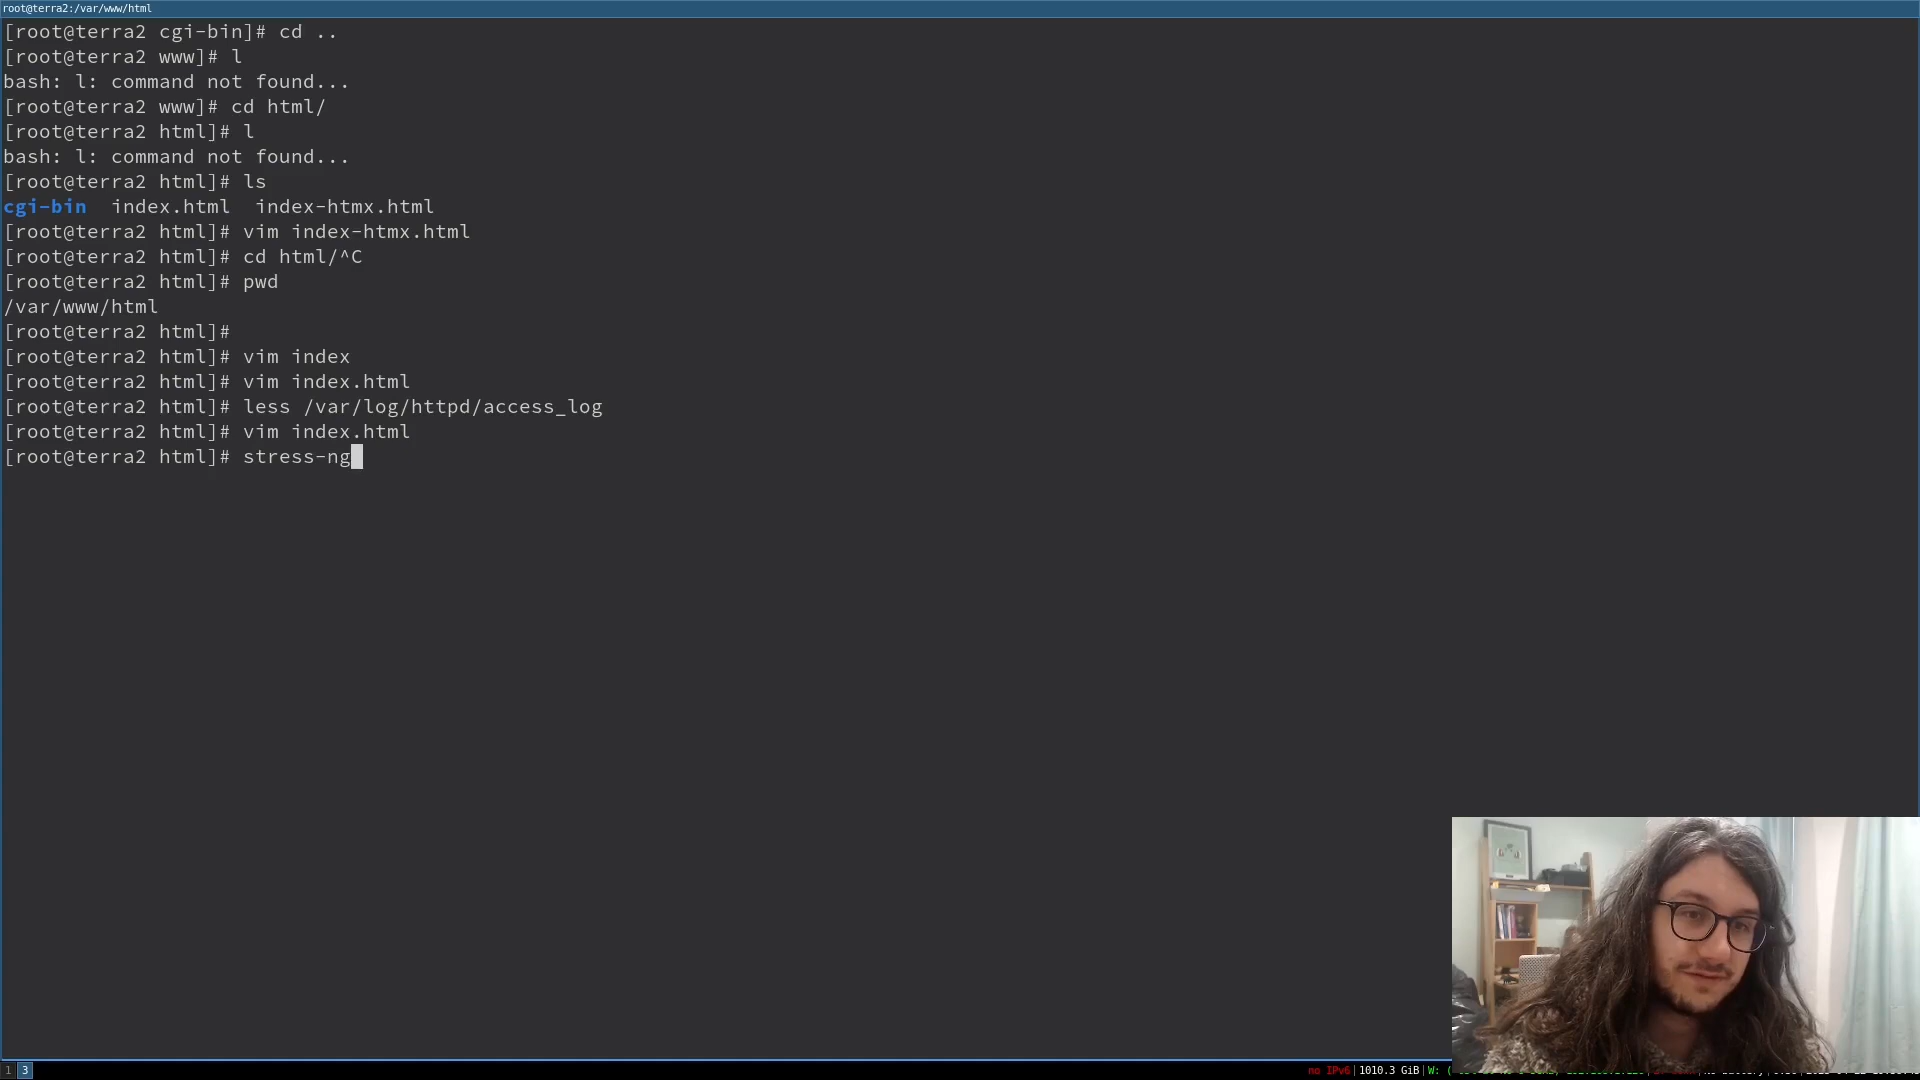 root@terra2:/var/www/html
[root@terra2 cgi-bin]# cd ..
[root@terra2 www]# l
bash: l: command not found...
[root@terra2 www]# cd html/
[root@terra2 html]# l
bash: l: command not found...
[root@terra2 html]# ls
cgi-bin  index.html  index-htmx.html
[root@terra2 html]# vim index-htmx.html
[root@terra2 html]# cd html/^C
[root@terra2 html]# pwd
/var/www/html
[root@terra2 html]#
[root@terra2 html]# vim index
[root@terra2 html]# vim index.html
[root@terra2 html]# less /var/log/httpd/access_log
[root@terra2 html]# vim index.html
[root@terra2 html]# stress-ng
1 3 no IPv6|1010.3 GiB|W: (